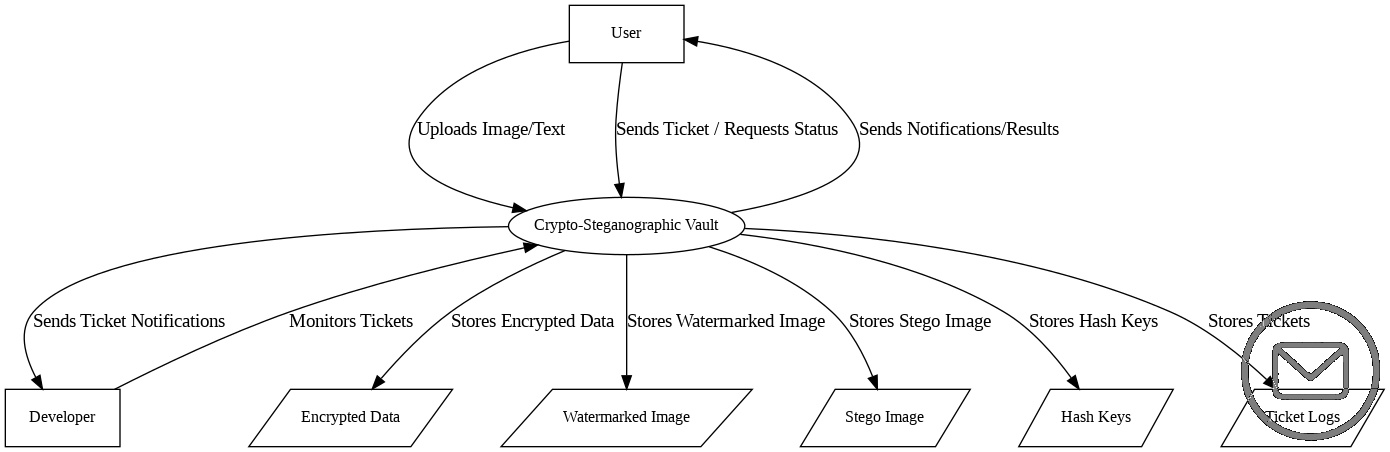 User
Uploads Image/Text
Sends Ticket / Requests Status
Sends Notifications/Results
Crypto-Steganographic Vault
Sends Ticket Notifications
Monitors Tickets
Stores Encrypted Data
Stores Watermarked Image
Stores Stego Image
Stores Hash Keys
Stores Tickets
Developer
Encrypted Data
Watermarked Image
Stego Image
Hash Keys
Ticket Logs